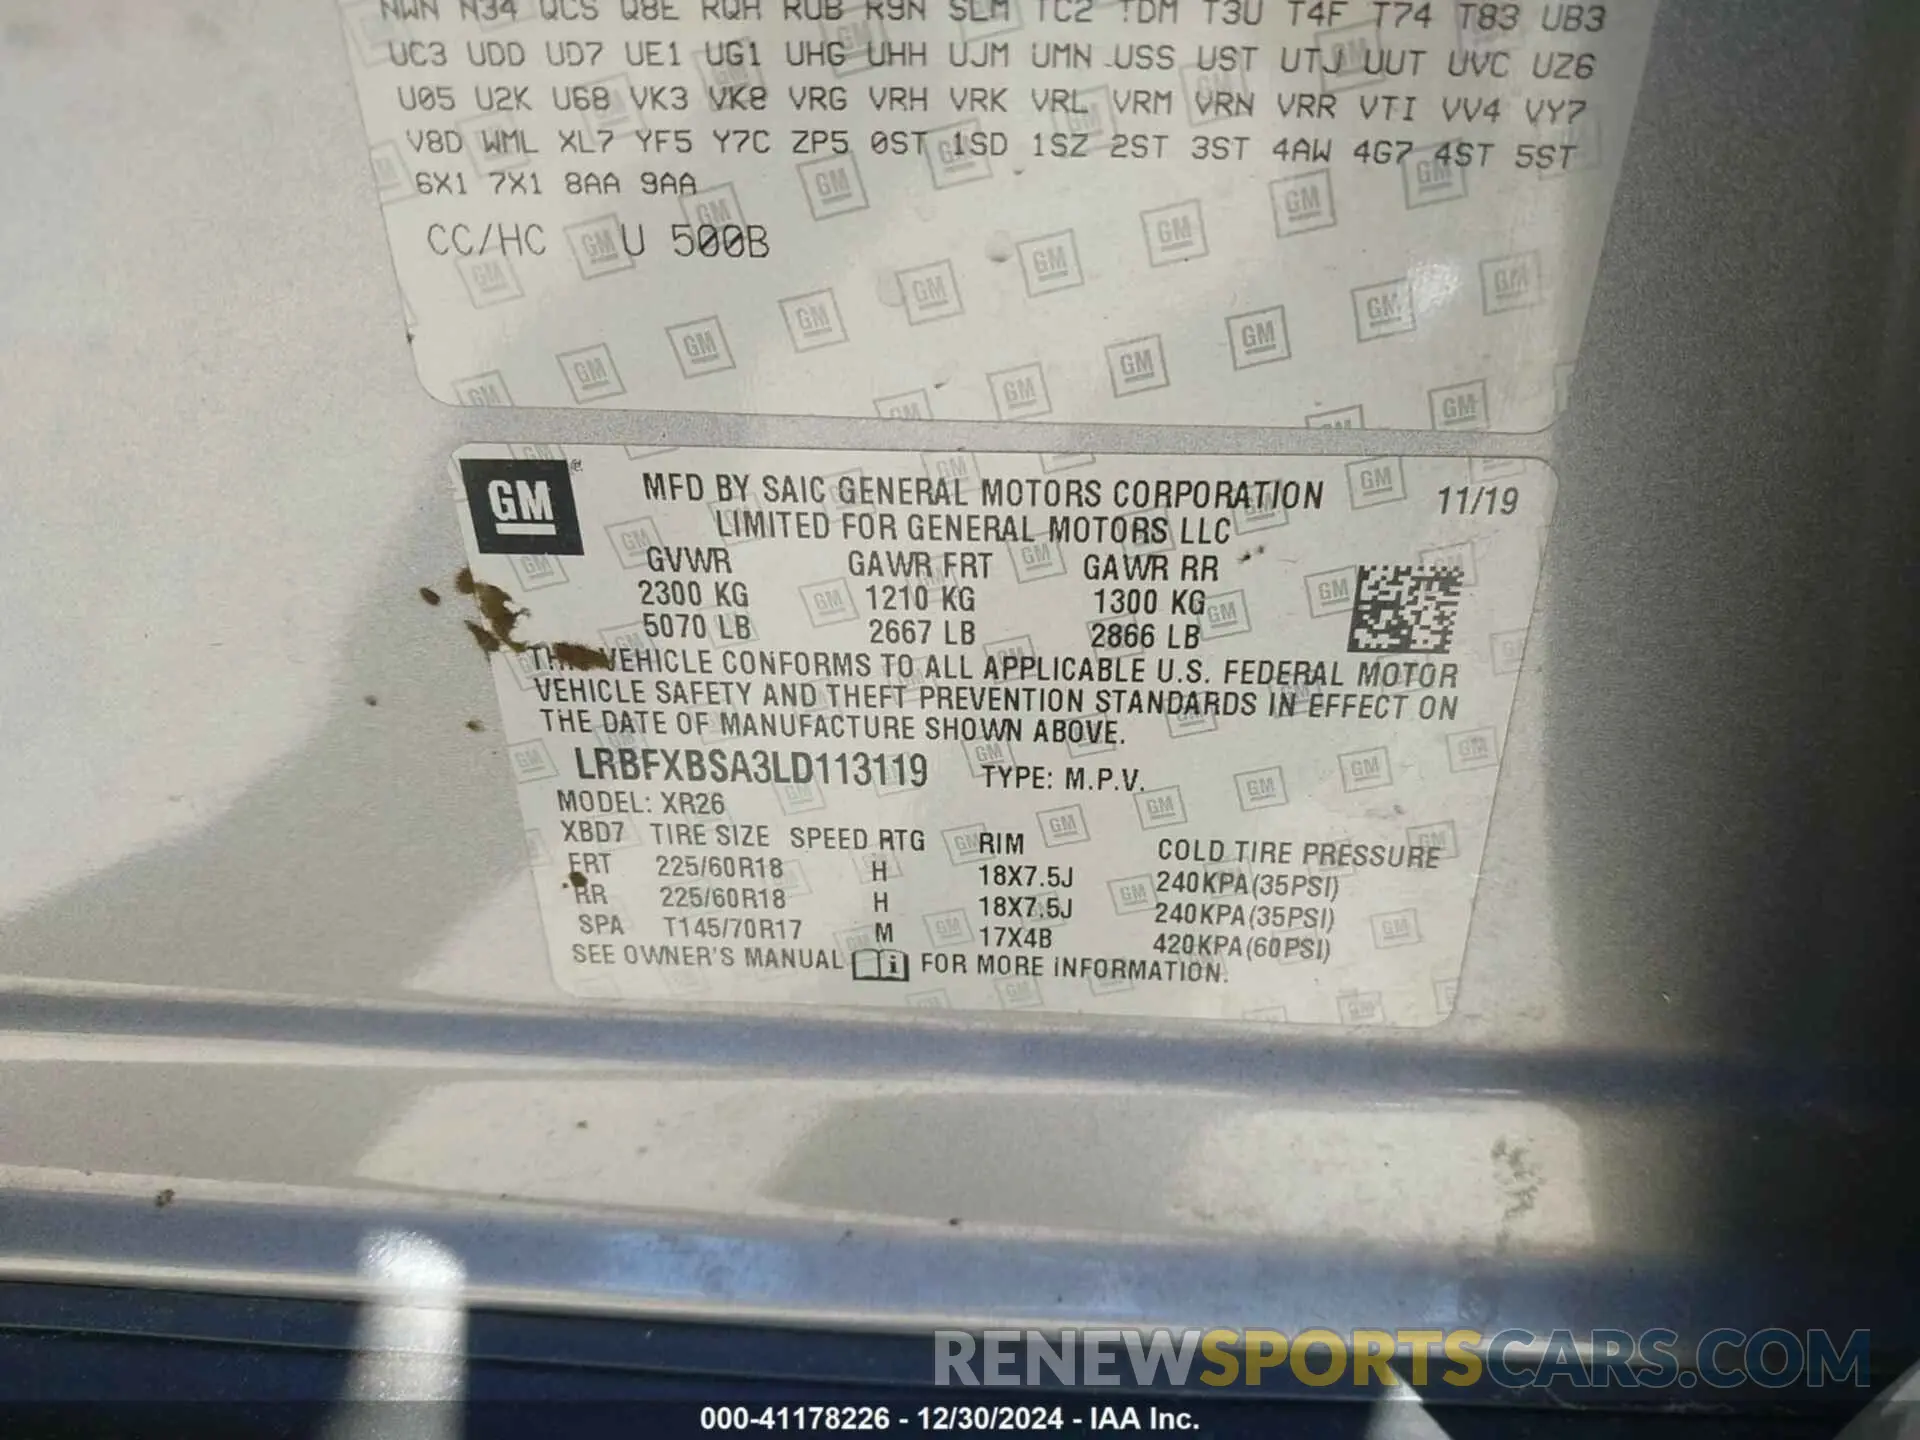 NWN N34 QCS Q8E RQH RUB R9N SLM TC2 TDM T3U T4F T74 T83 UB3
UC3 UDD UD7 UE1 UG1 UHG UHH UJM UMN USS UST UTJ UUT UVC UZ6
U05 U2K U68 VK3 VK8 VRG VRH VRK VRL VRM VRN VRR VTI VV4 VY7
V8D WML XL7 YF5 Y7C ZP5 0ST 1SD 1SZ 2ST 3ST 4AW 4G7 4ST 5ST
6X1 7X1 8AA 9AA
CC/HC U 500B
GM
MFD BY SAIC GENERAL MOTORS CORPORATION 11/19
LIMITED FOR GENERAL MOTORS LLC
GVWR GAWR FRT GAWR RR
2300 KG 1210 KG 1300 KG
5070 LB 2667 LB 2866 LB
VEHICLE CONFORMS TO ALL APPLICABLE U.S. FEDERAL MOTOR
VEHICLE SAFETY AND THEFT PREVENTION STANDARDS IN EFFECT ON
THE DATE OF MANUFACTURE SHOWN ABOVE.
LRBFXBSA3LD113119 TYPE: M.P.V.
MODEL: XR26
XBD7 TIRE SIZE SPEED RTG RIM COLD TIRE PRESSURE
FRT 225/60R18 H 18X7.5J 240KPA(35PSI)
RR 225/60R18 H 18X7.5J 240KPA(35PSI)
SPA T145/70R17 M 17X4B 420KPA(60PSI)
SEE OWNER'S MANUAL i FOR MORE INFORMATION.
RENEWSPORTSCARS.COM
000-41178226 - 12/30/2024 - IAA Inc.